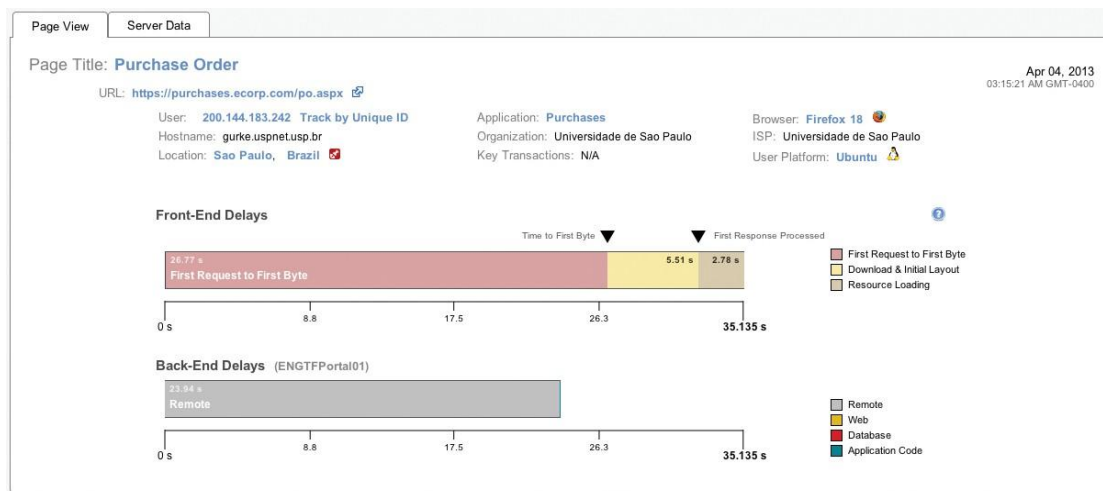 Page View Server Data
Page Title: Purchase Order
Apr 04, 2013
03:15:21 AM GMT-0400
URL: https://purchases.ecorp.com/po.aspx
User: 200.144.183.242 Track by Unique ID Application: Purchases Browser: Firefox 18
Hostname: gurke.uspnet.usp.br Organization: Universidade de Sao Paulo ISP: Universidade de Sao Paulo
Location: Sao Paulo, Brazil Key Transactions: N/A User Platform: Ubuntu
Front-End Delays ?
Time to First Byte First Response Processed
26.77 s 5.51 s 2.78 s
First Request to First Byte
First Request to First Byte
Download & Initial Layout
Resource Loading
0 s 8.8 17.5 26.3 35.135 s
Back-End Delays (ENGTFPortal01)
23.94 s
Remote
Remote
Web
Database
Application Code
0 s 8.8 17.5 26.3 35.135 s